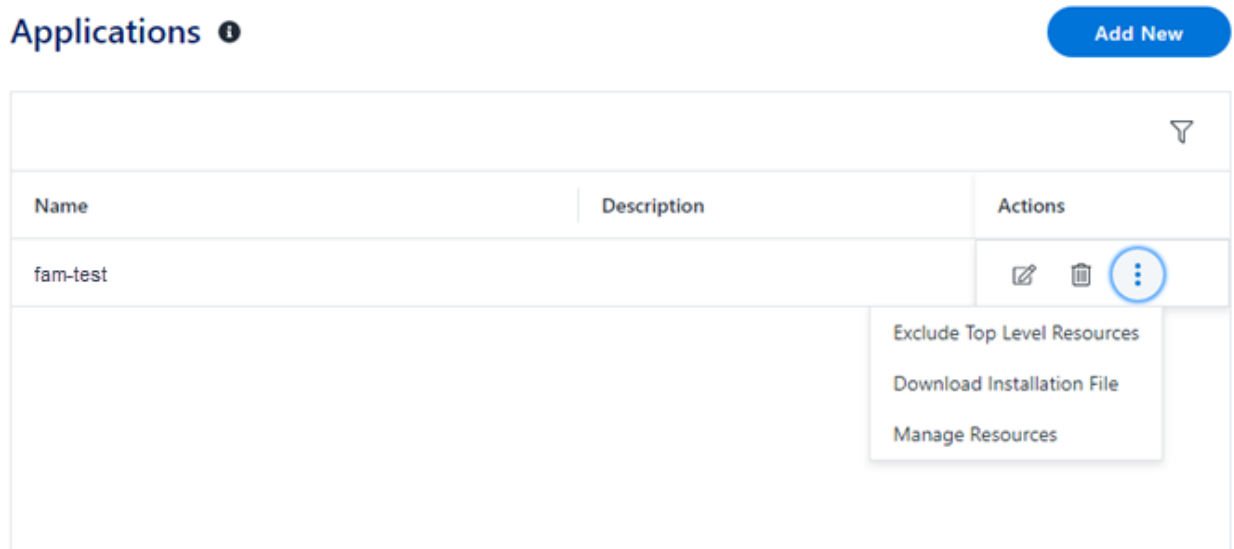 Applications
Add New
Name Description Actions
fam-test
Exclude Top Level Resources
Download Installation File
Manage Resources